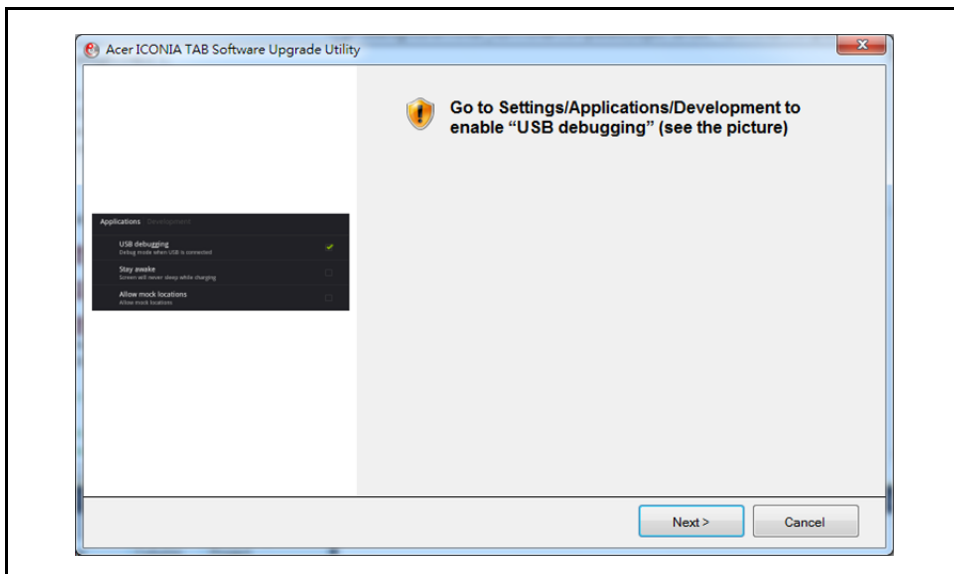 Acer ICONIA TAB Software Upgrade Utility
Go to Settings/Applications/Development to
enable “USB debugging” (see the picture)
Applications Development
USB debugging
Debug mode when USB is connected
Stay awake
Screen will never sleep while charging
Allow mock locations
Allow mock locations
Next >
Cancel